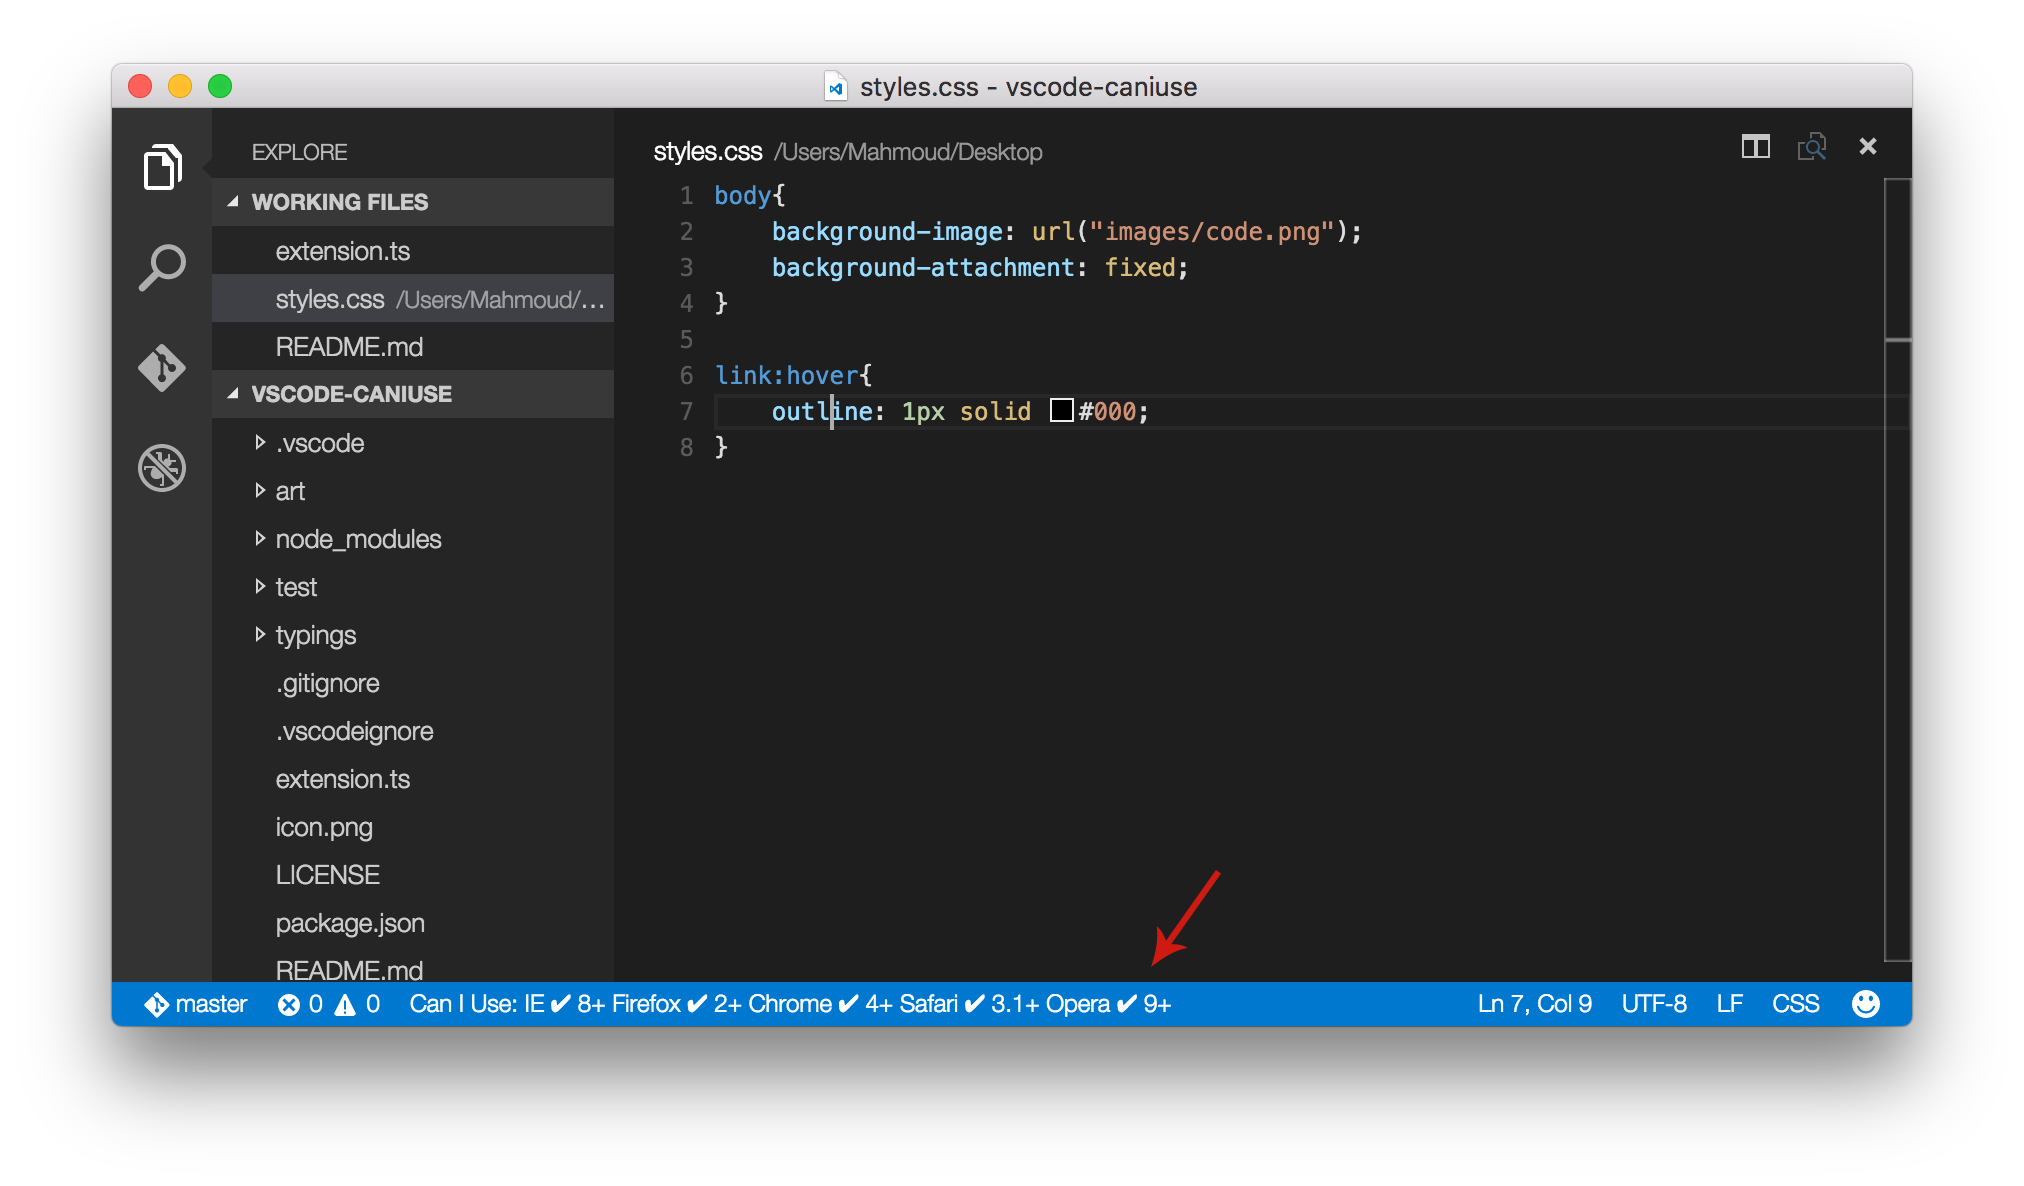 styles.css - vscode-caniuse
EXPLORE
WORKING FILES
extension.ts
styles.css /Users/Mahmoud/...
README.md
VSCODE-CANIUSE
.vscode
art
node_modules
test
typings
.gitignore
.vscodeignore
extension.ts
icon.png
LICENSE
package.json
README.md
styles.css /Users/Mahmoud/Desktop
1 body{
2     background-image: url("images/code.png");
3     background-attachment: fixed;
4 }
5
6 link:hover{
7     outline: 1px solid #000;
8 }
master 0 0 Can I Use: IE ✔ 8+ Firefox ✔ 2+ Chrome ✔ 4+ Safari ✔ 3.1+ Opera ✔ 9+ Ln 7, Col 9 UTF-8 LF CSS